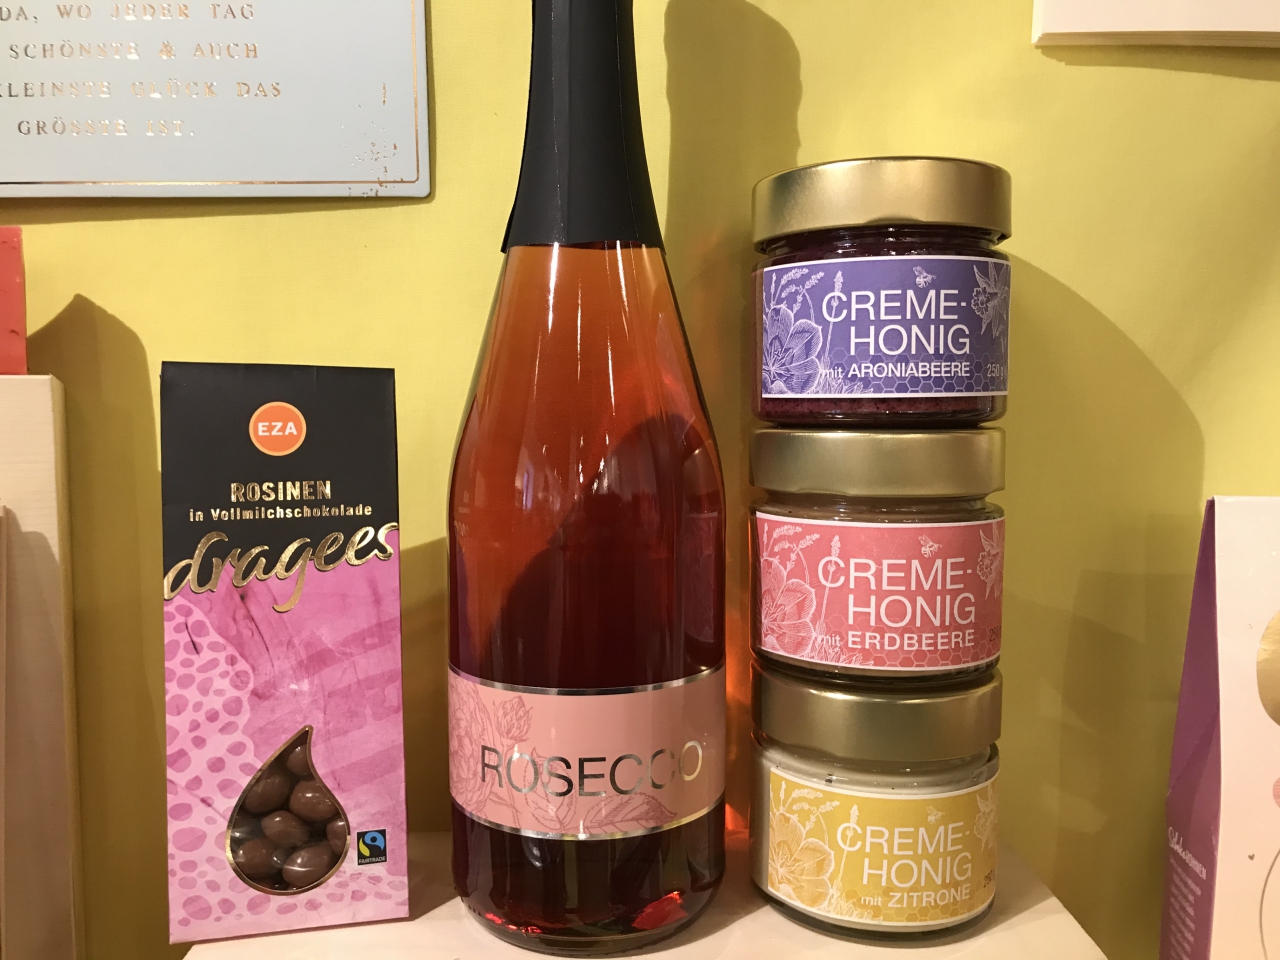 DA, WO JEDER TAG
SCHÖNSTE & AUCH
KLEINSTE GLÜCK DAS
GRÖSSTE IST.
EZA
ROSINEN
in Vollmilchschokolade
dragees
FAIRTRADE
ROSECCO
CREME-
HONIG
mit ARONIABEERE 250 g
CREME-
HONIG
mit ERDBEERE
CREME-
HONIG
mit ZITRONE